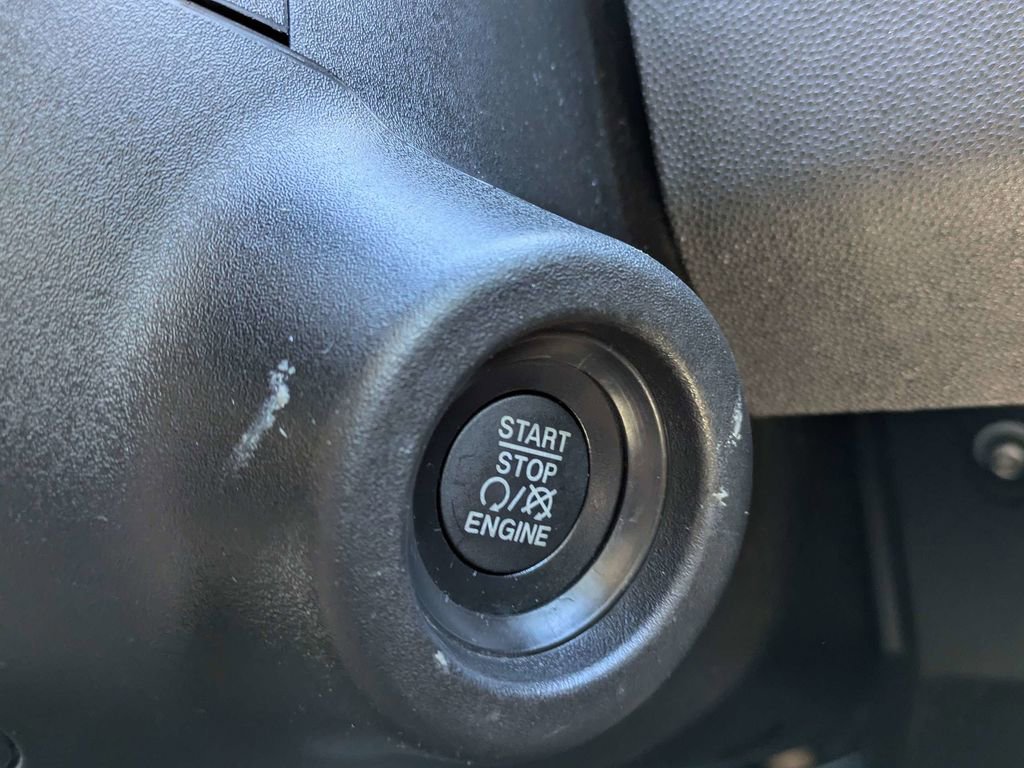 START
STOP
/
ENGINE